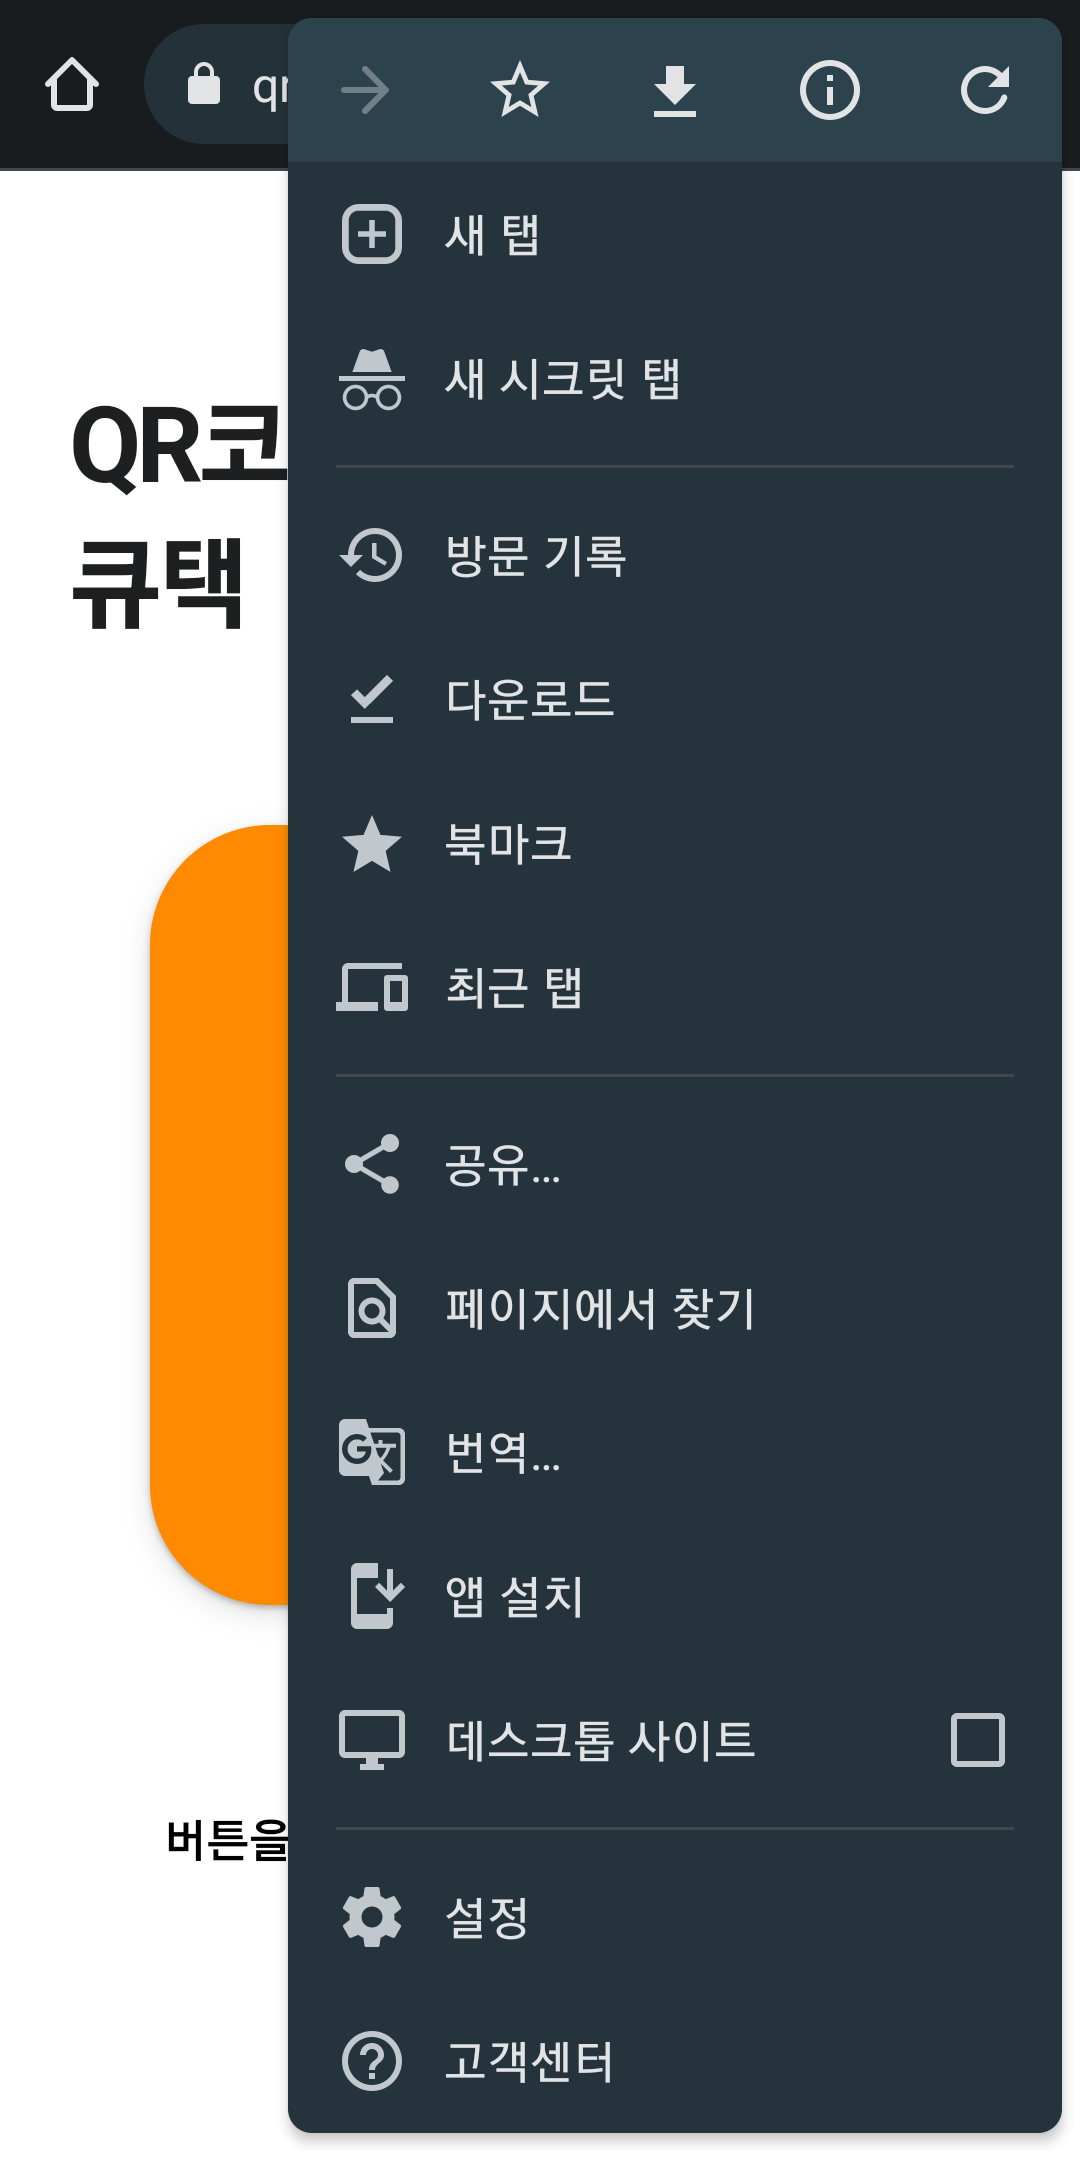 qr
새 탭
새 시크릿 탭
방문 기록
다운로드
북마크
최근 탭
공유...
페이지에서 찾기
번역...
앱 설치
데스크톱 사이트
설정
고객센터
QR코
큐택
버튼을